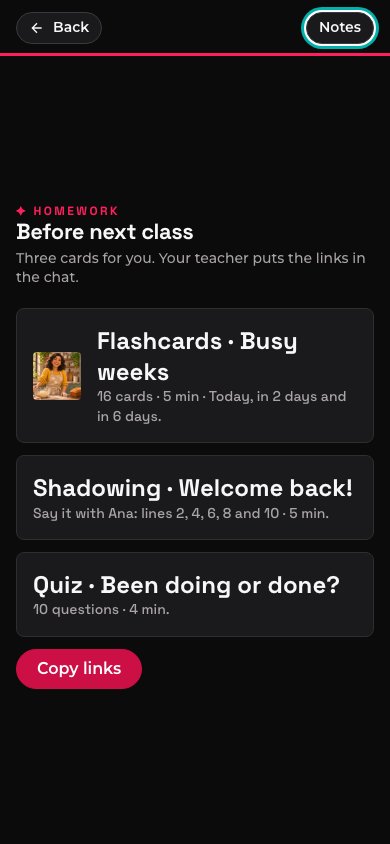 ← Back
Notes
✦ HOMEWORK
Before next class
Three cards for you. Your teacher puts the links in
the chat.
Flashcards · Busy
weeks
16 cards · 5 min · Today, in 2 days and
in 6 days.
Shadowing · Welcome back!
Say it with Ana: lines 2, 4, 6, 8 and 10 · 5 min.
Quiz · Been doing or done?
10 questions · 4 min.
Copy links